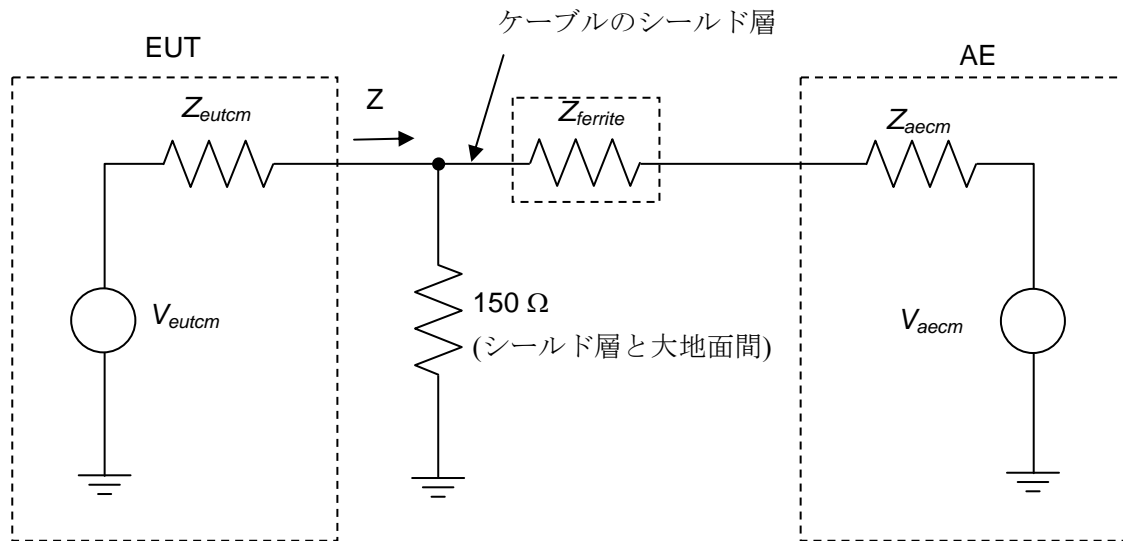 ケーブルのシールド層
EUT
AE
Z
Zeutcm
Zferrite
Zaecm
150 Ω
(シールド層と大地面間)
Veutcm
Vaecm